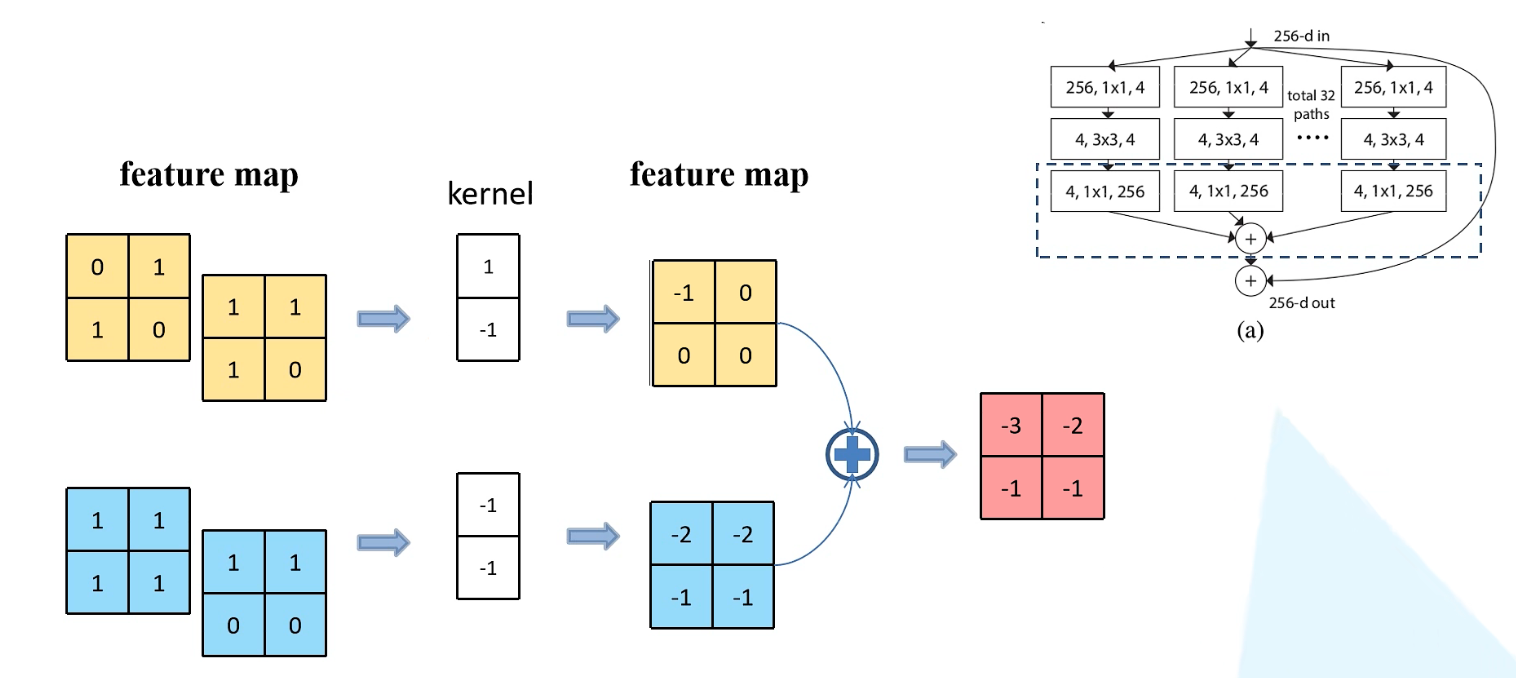 feature map
kernel
feature map
0 1
1 0
1 1
1 0
1
-1
-1 0
0 0
1 1
1 1
1 1
0 0
-1
-1
-2 -2
-1 -1
-3 -2
-1 -1
256-d in
256, 1x1, 4
256, 1x1, 4
total 32
paths
256, 1x1, 4
4, 3x3, 4
4, 3x3, 4
....
4, 3x3, 4
4, 1x1, 256
4, 1x1, 256
4, 1x1, 256
+
+
256-d out
(a)